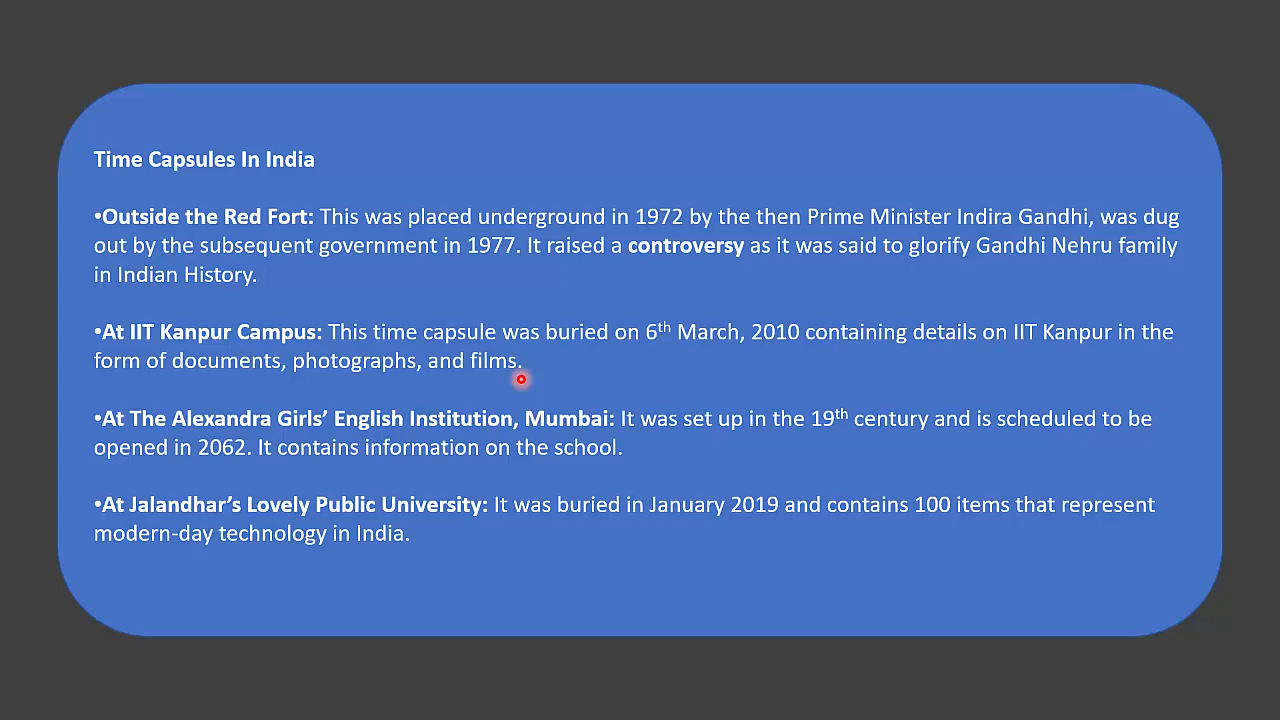 Time Capsules In India
•Outside the Red Fort: This was placed underground in 1972 by the then Prime Minister Indira Gandhi, was dug
out by the subsequent government in 1977. It raised a controversy as it was said to glorify Gandhi Nehru family
in Indian History.
•At IIT Kanpur Campus: This time capsule was buried on 6th March, 2010 containing details on IIT Kanpur in the
form of documents, photographs, and films.
•At The Alexandra Girls’ English Institution, Mumbai: It was set up in the 19th century and is scheduled to be
opened in 2062. It contains information on the school.
•At Jalandhar’s Lovely Public University: It was buried in January 2019 and contains 100 items that represent
modern-day technology in India.